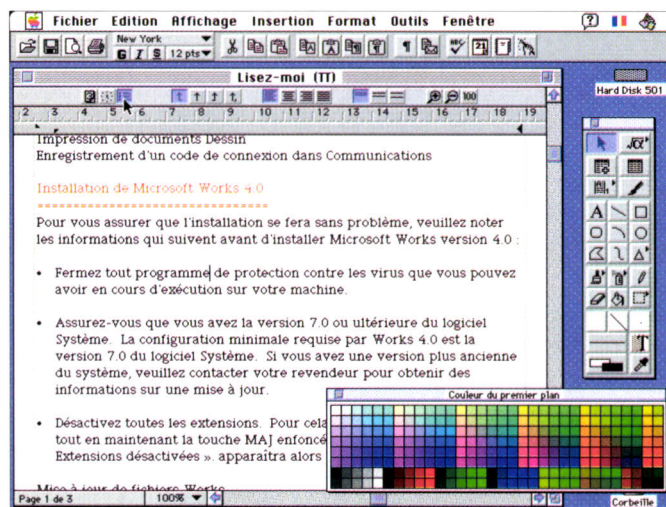 Fichier Edition Affichage Insertion Format Outils Fenêtre
New York
G I S 12 pts
Lisez-moi (TT)
100
2 3 4 5 6 7 8 9 10 11 12 13 14 15 16 17 18 19
Impression de documents Dessin
Enregistrement d'un code de connexion dans Communications
Installation de Microsoft Works 4.0
==============================
Pour vous assurer que l'installation se fera sans problème, veuillez noter
les informations qui suivent avant d'installer Microsoft Works version 4.0 :
• Fermez tout programme de protection contre les virus que vous pouvez
avoir en cours d'exécution sur votre machine.
• Assurez-vous que vous avez la version 7.0 ou ultérieure du logiciel
Système. La configuration minimale requise par Works 4.0 est la
version 7.0 du logiciel Système. Si vous avez une version plus ancienne
du système, veuillez contacter votre revendeur pour obtenir des
informations sur une mise à jour.
• Désactivez toutes les extensions. Pour cela
tout en maintenant la touche MAJ enfoncé
Extensions désactivées ». apparaîtra alors
Mise à jour de fichiers Works
Page 1 de 3 100%
Hard Disk 501
A
T
Couleur du premier plan
Corbeille